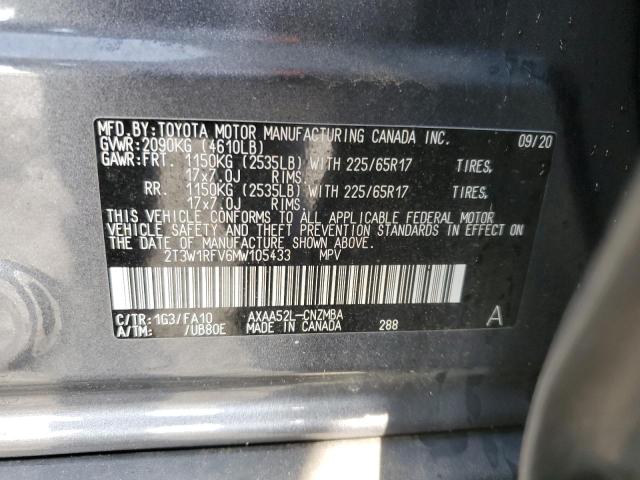 MFD.BY:TOYOTA MOTOR MANUFACTURING CANADA INC. 09/20
GVWR:2090KG (4610LB)
GAWR:FRT. 1150KG (2535LB) WITH 225/65R17 TIRES,
17x7.0J RIMS.
RR. 1150KG (2535LB) WITH 225/65R17 TIRES,
17x7.0J RIMS.
THIS VEHICLE CONFORMS TO ALL APPLICABLE FEDERAL MOTOR
VEHICLE SAFETY AND THEFT PREVENTION STANDARDS IN EFFECT ON
THE DATE OF MANUFACTURE SHOWN ABOVE.
2T3W1RFV6MW105433 MPV
C/TR:1G3/FA10 AXAA52L-CNZMBA A
A/TM: /UB80E MADE IN CANADA 288